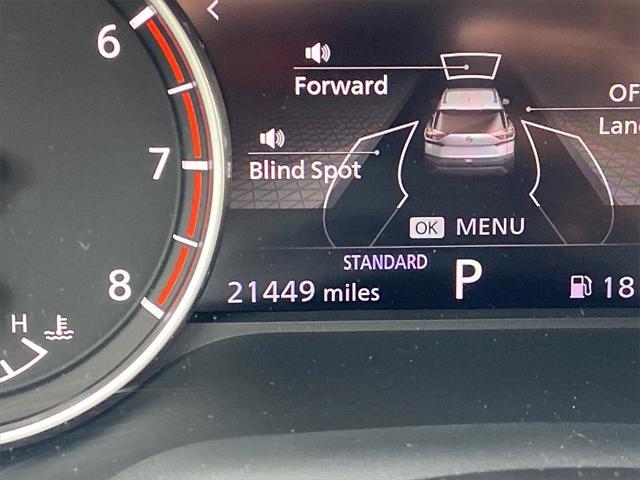 6
Forward
OF
7
Blind Spot
Lan
OK MENU
STANDARD
8
21449 miles
P
18
H